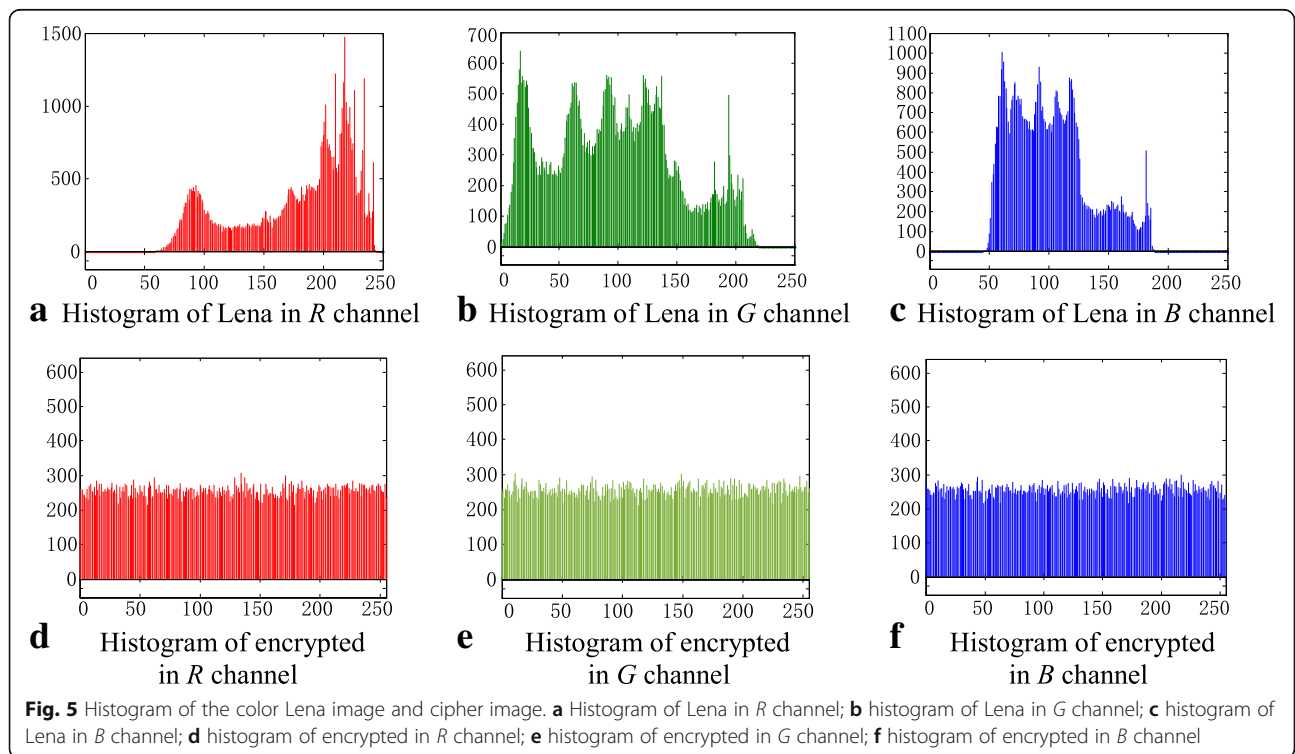 1500
1000
500
0
0 50 100 150 200 250
a Histogram of Lena in R channel
700
600
500
400
300
200
100
0
0 50 100 150 200 250
b Histogram of Lena in G channel
1100
1000
900
800
700
600
500
400
300
200
100
0
0 50 100 150 200 250
c Histogram of Lena in B channel
600
500
400
300
200
100
0
0 50 100 150 200 250
d Histogram of encrypted
in R channel
600
500
400
300
200
100
0
0 50 100 150 200 250
e Histogram of encrypted
in G channel
600
500
400
300
200
100
0
0 50 100 150 200 250
f Histogram of encrypted
in B channel
Fig. 5 Histogram of the color Lena image and cipher image. a Histogram of Lena in R channel; b histogram of Lena in G channel; c histogram of
Lena in B channel; d histogram of encrypted in R channel; e histogram of encrypted in G channel; f histogram of encrypted in B channel